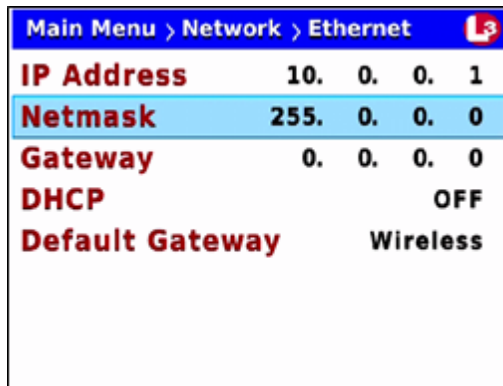 Main Menu > Network > Ethernet L3
IP Address 10. 0. 0. 1
Netmask 255. 0. 0. 0
Gateway 0. 0. 0. 0
DHCP OFF
Default Gateway Wireless